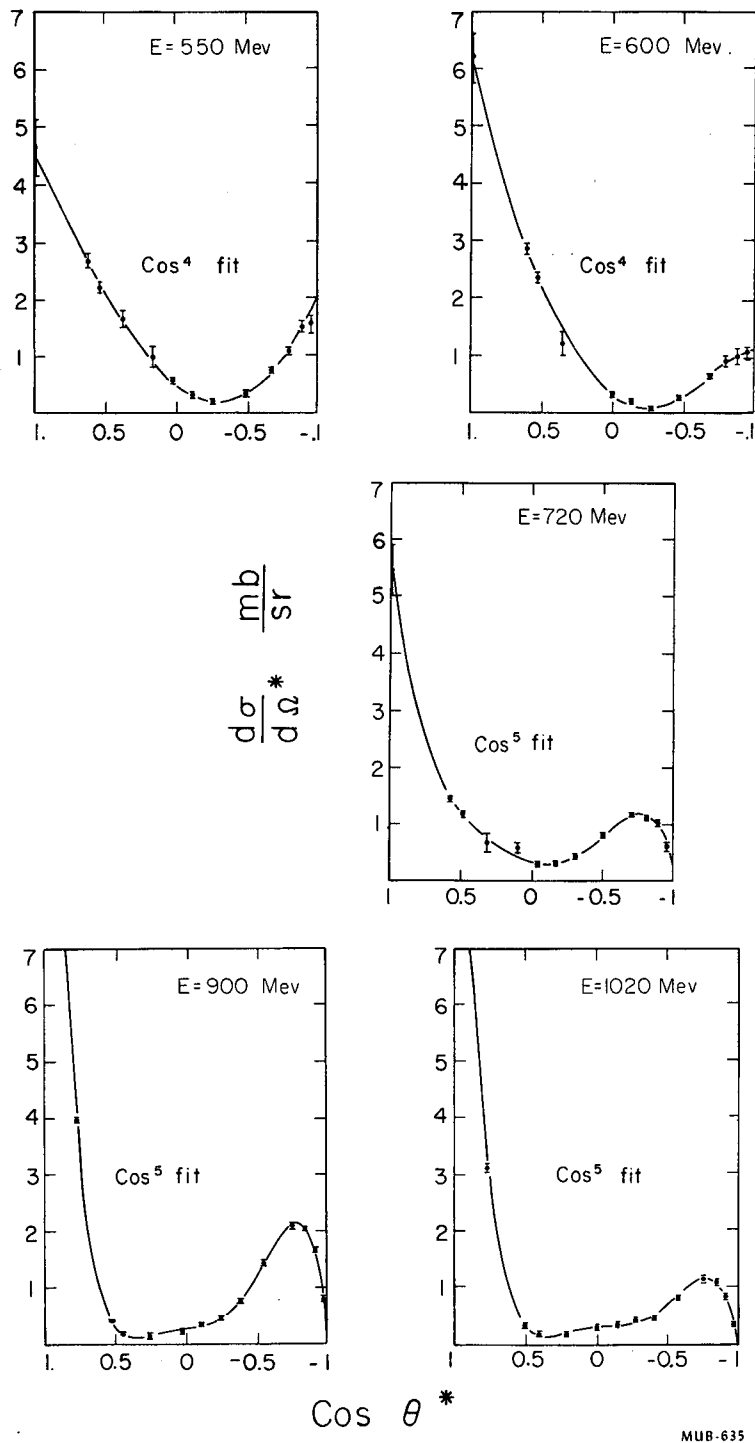 7
6
5
4
3
2
1
E=550 Mev
Cos⁴ fit
1. 0.5 0 -0.5 -.1
7
6
5
4
3
2
1
E=600 Mev.
Cos⁴ fit
1. 0.5 0 -0.5 -.1
mb
sr
dσ
dΩ*
7
6
5
4
3
2
1
E=720 Mev
Cos⁵ fit
1 0.5 0 -0.5 -1
7
6
5
4
3
2
1
E=900 Mev
Cos⁵ fit
1. 0.5 0 -0.5 -1
7
6
5
4
3
2
1
E=1020 Mev
Cos⁵ fit
1 0.5 0 -0.5 -1
Cos θ*
MUB-635